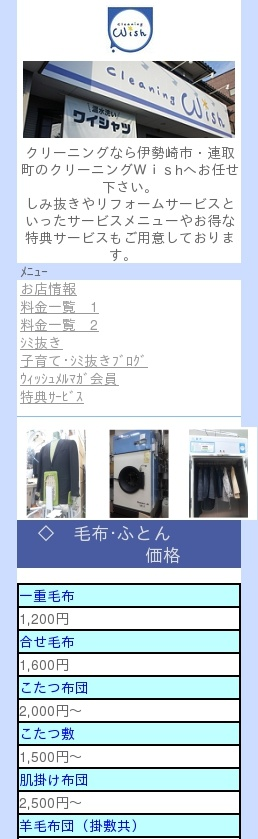 Cleaning
Wish
Cleaning Wish
温水洗い
ワイシャツ
クリーニングなら伊勢崎市・連取
町のクリーニングＷｉｓhへお任せ
下さい。
しみ抜きやリフォームサービスと
いったサービスメニューやお得な
特典サービスもご用意しておりま
す。
ﾒﾆｭｰ
お店情報
料金一覧　１
料金一覧　２
ｼﾐ抜き
子育て･ｼﾐ抜きﾌﾞﾛｸﾞ
ｳｨｯｼｭﾒﾙﾏｶﾞ会員
特典ｻｰﾋﾞｽ
◇　毛布･ふとん
価格
一重毛布
1,200円
合せ毛布
1,600円
こたつ布団
2,000円～
こたつ敷
1,500円～
肌掛け布団
2,500円～
羊毛布団（掛敷共）